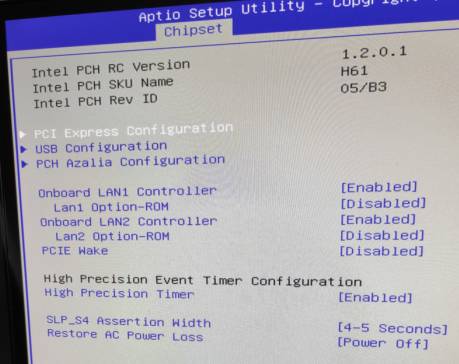 Aptio Setup Utility – Copyright
Chipset
Intel PCH RC Version 1.2.0.1
Intel PCH SKU Name H61
Intel PCH Rev ID 05/B3
PCI Express Configuration
USB Configuration
PCH Azalia Configuration
Onboard LAN1 Controller [Enabled]
Lan1 Option-ROM [Disabled]
Onboard LAN2 Controller [Enabled]
Lan2 Option-ROM [Disabled]
PCIE Wake [Disabled]
High Precision Event Timer Configuration
High Precision Timer [Enabled]
SLP_S4 Assertion Width [4-5 Seconds]
Restore AC Power Loss [Power Off]